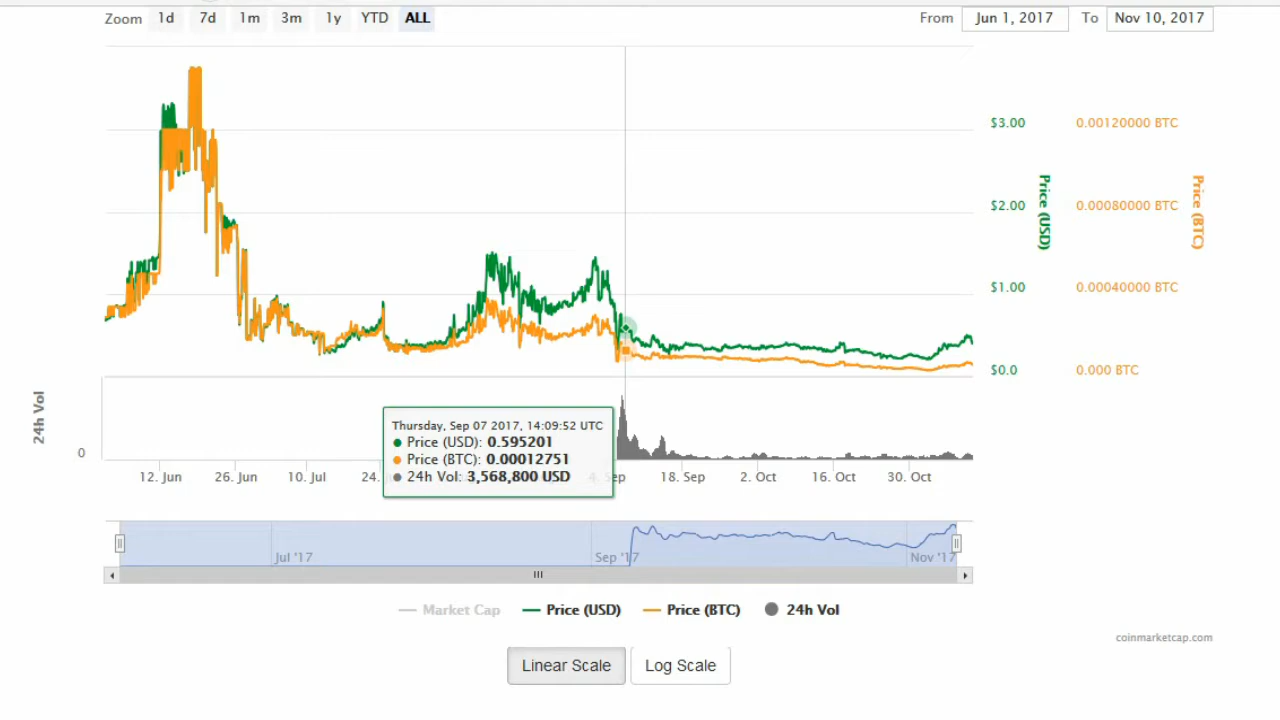 Zoom 1d 7d 1m 3m 1y YTD ALL
From Jun 1, 2017 To Nov 10, 2017
$3.00 0.00120000 BTC
$2.00 0.00080000 BTC
$1.00 0.00040000 BTC
$0.0 0.000 BTC
Price (USD)
Price (BTC)
24h Vol
0
Thursday, Sep 07 2017, 14:09:52 UTC
Price (USD): 0.595201
Price (BTC): 0.00012751
24h Vol: 3,568,800 USD
12. Jun 26. Jun 10. Jul 24. 4. Sep 18. Sep 2. Oct 16. Oct 30. Oct
Jul '17 Sep '17 Nov '17
Market Cap Price (USD) Price (BTC) 24h Vol
coinmarketcap.com
Linear Scale Log Scale